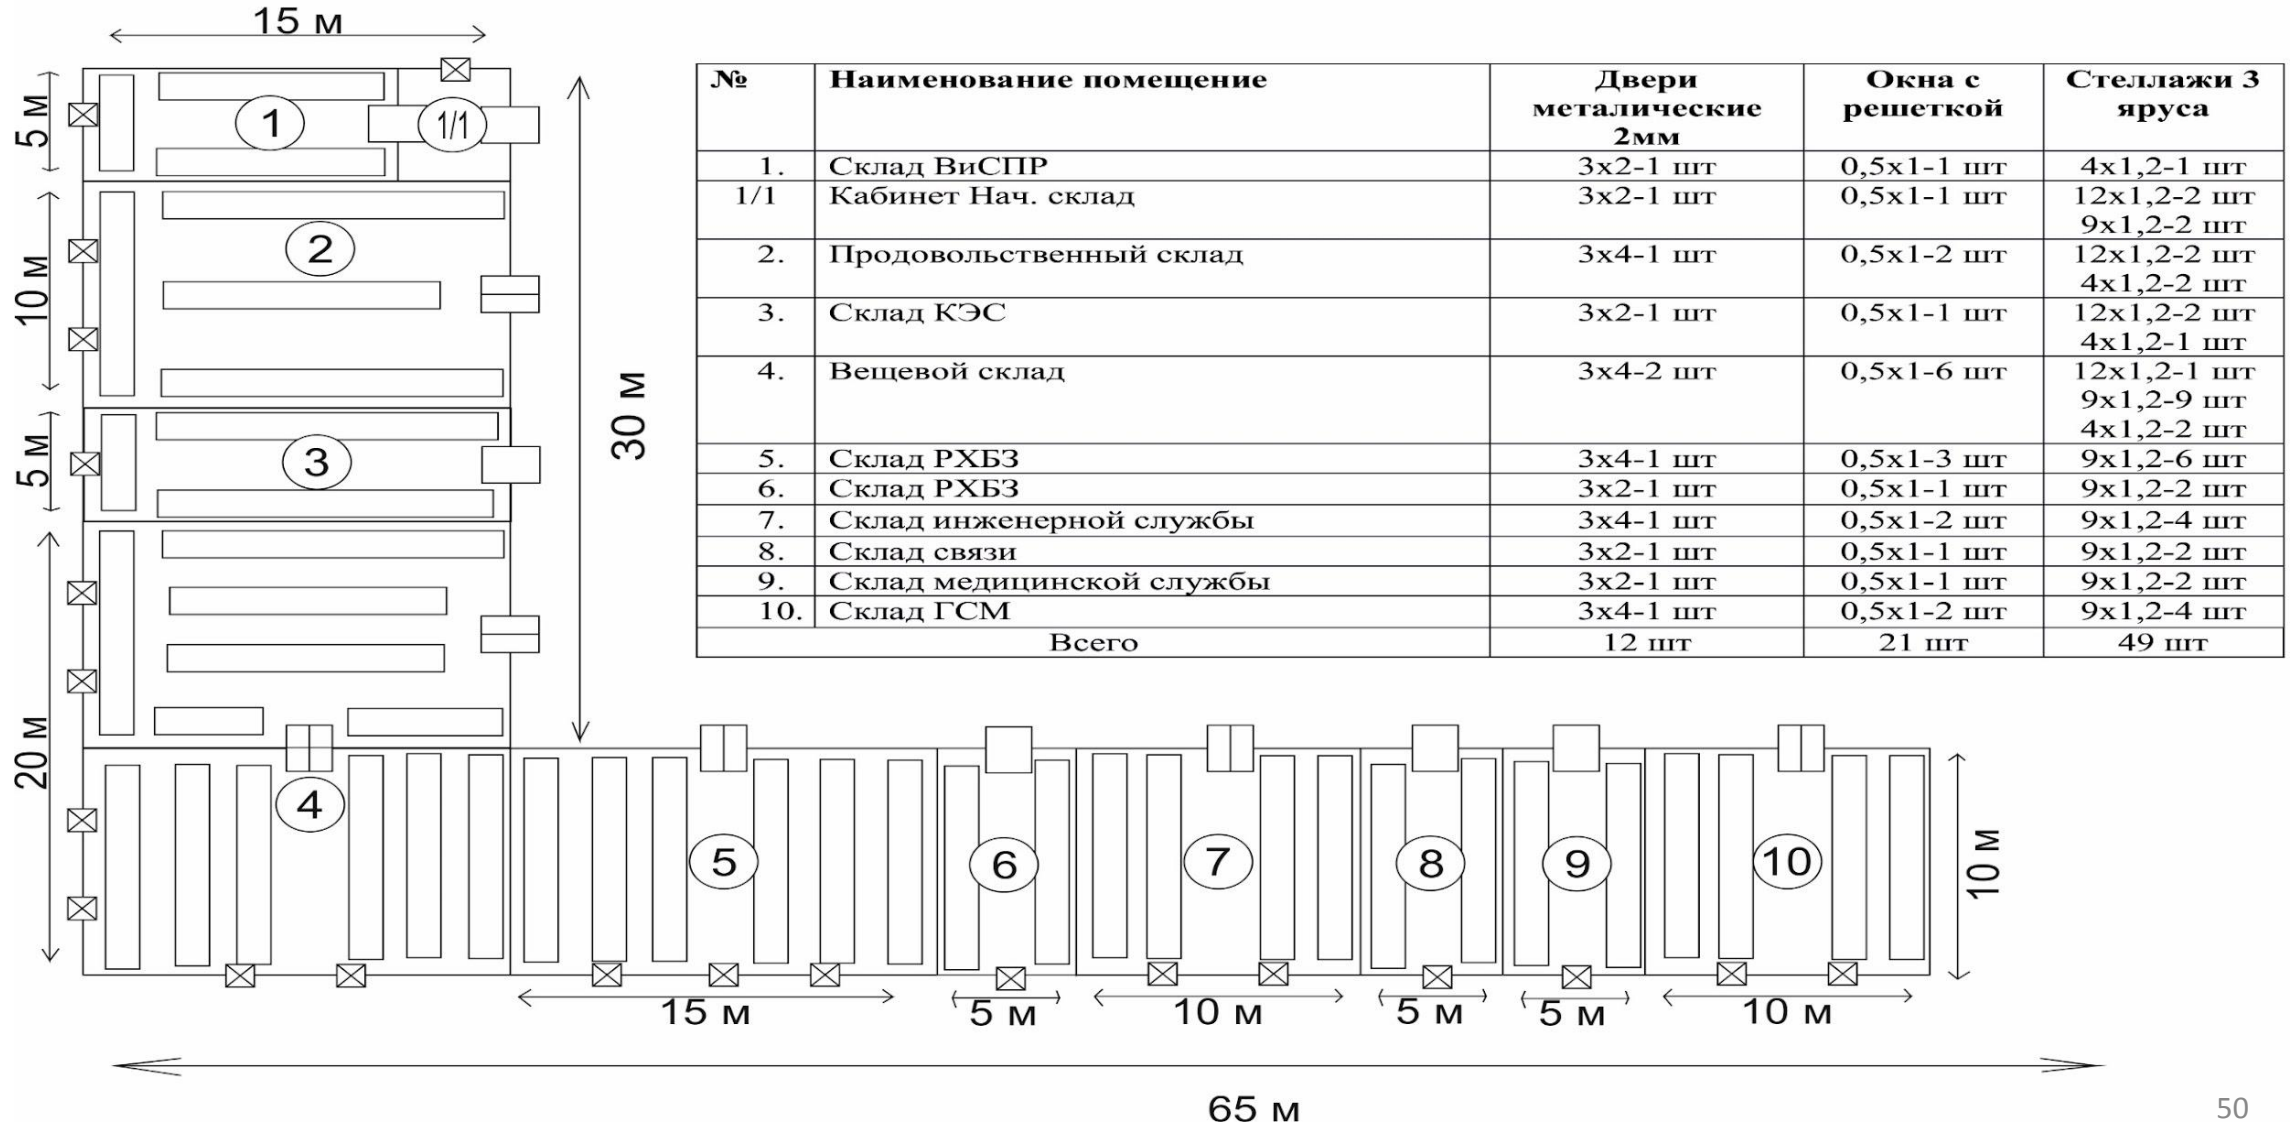 15 м
5 м
1
1/1
10 м
2
5 м
3
30 м
20 м
4
5
6
7
8
9
10
10 м
15 м
5 м
10 м
5 м
5 м
10 м
65 м
№ Наименование помещение Двери металические 2мм Окна с решеткой Стеллажи 3 яруса
1. Склад ВиСПР 3х2-1 шт 0,5х1-1 шт 4х1,2-1 шт
1/1 Кабинет Нач. склад 3х2-1 шт 0,5х1-1 шт 12х1,2-2 шт
9х1,2-2 шт
2. Продовольственный склад 3х4-1 шт 0,5х1-2 шт 12х1,2-2 шт
4х1,2-2 шт
3. Склад КЭС 3х2-1 шт 0,5х1-1 шт 12х1,2-2 шт
4х1,2-1 шт
4. Вещевой склад 3х4-2 шт 0,5х1-6 шт 12х1,2-1 шт
9х1,2-9 шт
4х1,2-2 шт
5. Склад РХБЗ 3х4-1 шт 0,5х1-3 шт 9х1,2-6 шт
6. Склад РХБЗ 3х2-1 шт 0,5х1-1 шт 9х1,2-2 шт
7. Склад инженерной службы 3х4-1 шт 0,5х1-2 шт 9х1,2-4 шт
8. Склад связи 3х2-1 шт 0,5х1-1 шт 9х1,2-2 шт
9. Склад медицинской службы 3х2-1 шт 0,5х1-1 шт 9х1,2-2 шт
10. Склад ГСМ 3х4-1 шт 0,5х1-2 шт 9х1,2-4 шт
Всего 12 шт 21 шт 49 шт
50